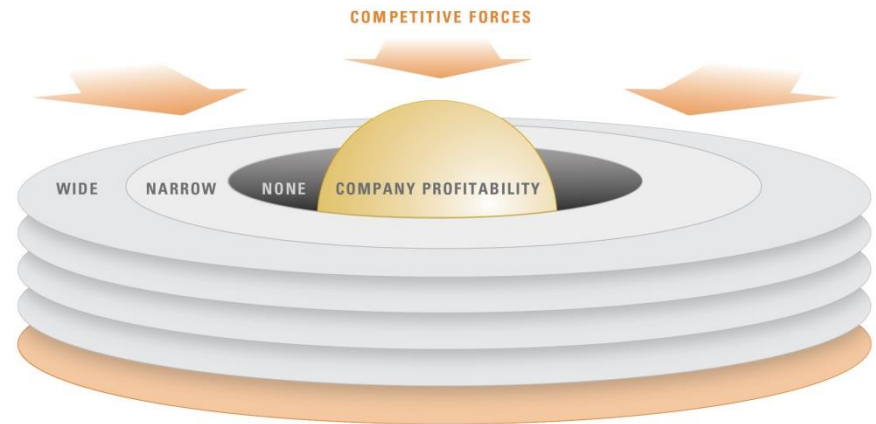 COMPETITIVE FORCES
WIDE NARROW NONE COMPANY PROFITABILITY